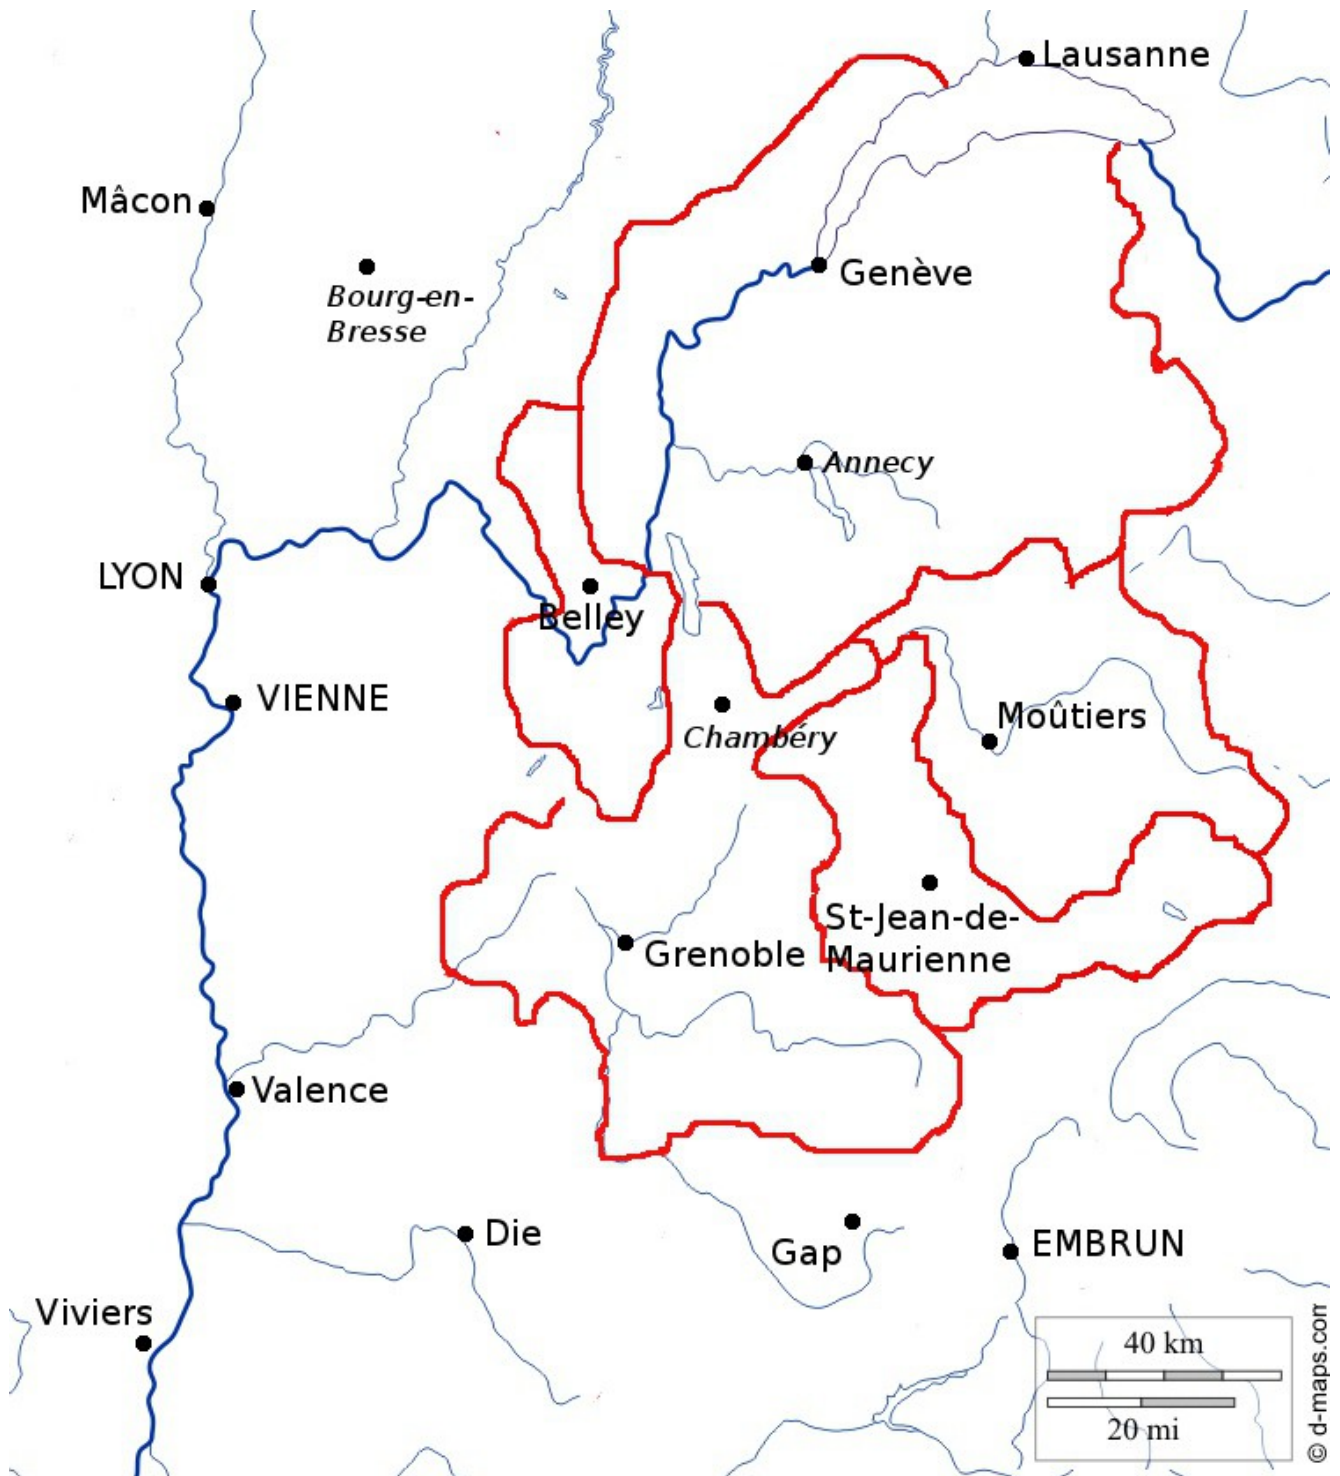 Lausanne
Mâcon
Genève
Bourg-en-
Bresse
Annecy
LYON
Belley
VIENNE
Moûtiers
Chambéry
St-Jean-de-
Maurienne
Grenoble
Valence
Die
EMBRUN
Gap
Viviers
40 km
20 mi
© d-maps.com